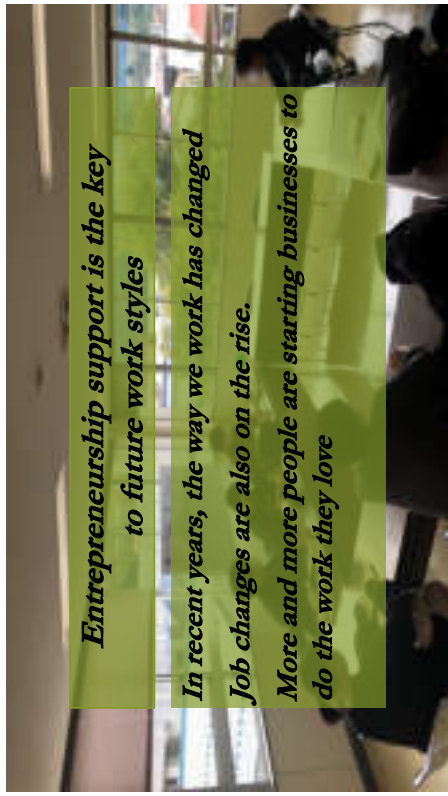 Entrepreneurship support is the key
to future work styles
In recent years, the way we work has changed
Job changes are also on the rise.
More and more people are starting businesses to
do the work they love